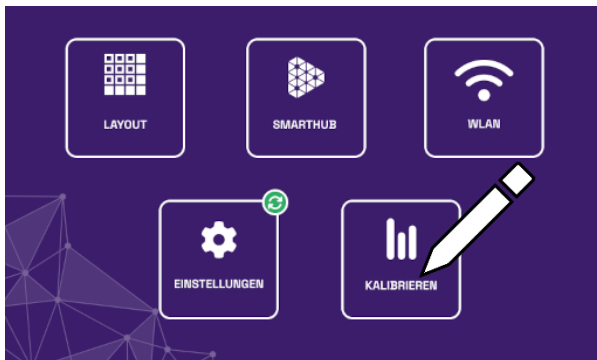 LAYOUT
SMARTHUB
WLAN
EINSTELLUNGEN
KALIBRIEREN